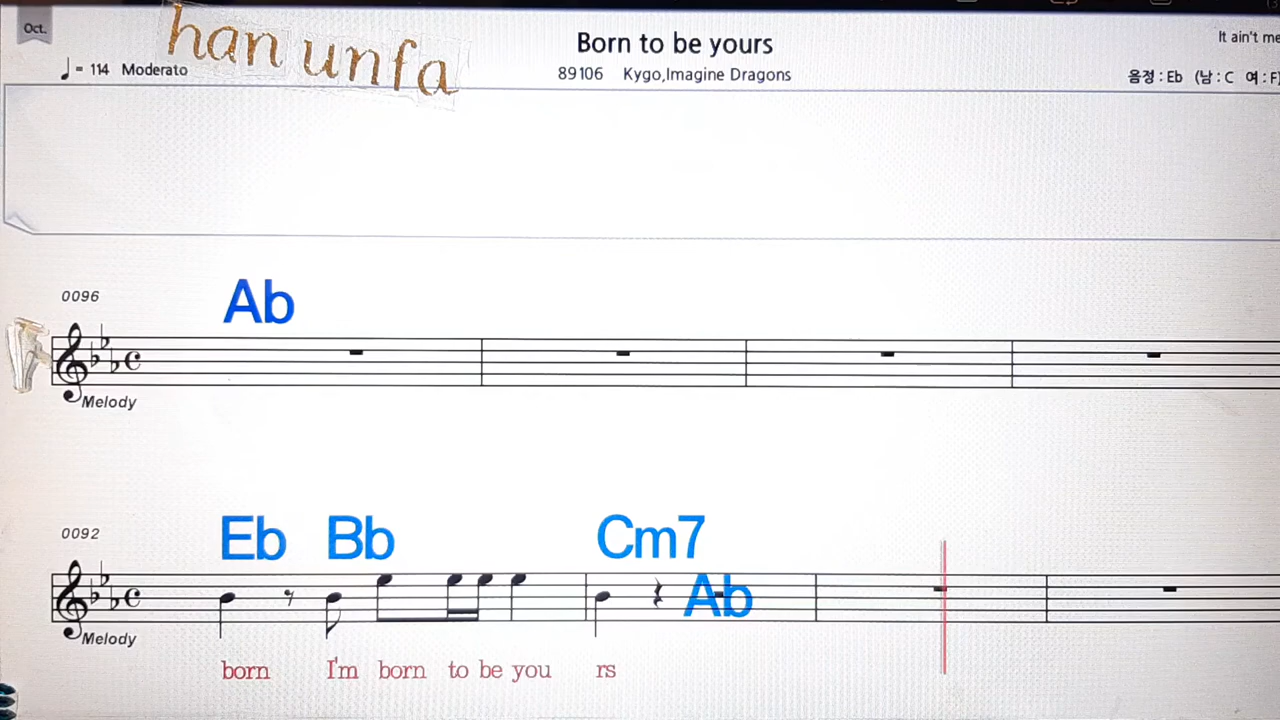 Oct.
han unfa
Born to be yours
It ain't me
♩= 114 Moderato
89106 Kygo,Imagine Dragons
음정 : Eb (남 : C 여 : F)
0096
Ab
Melody
0092
Eb Bb Cm7
Ab
Melody
born I'm born to be you rs